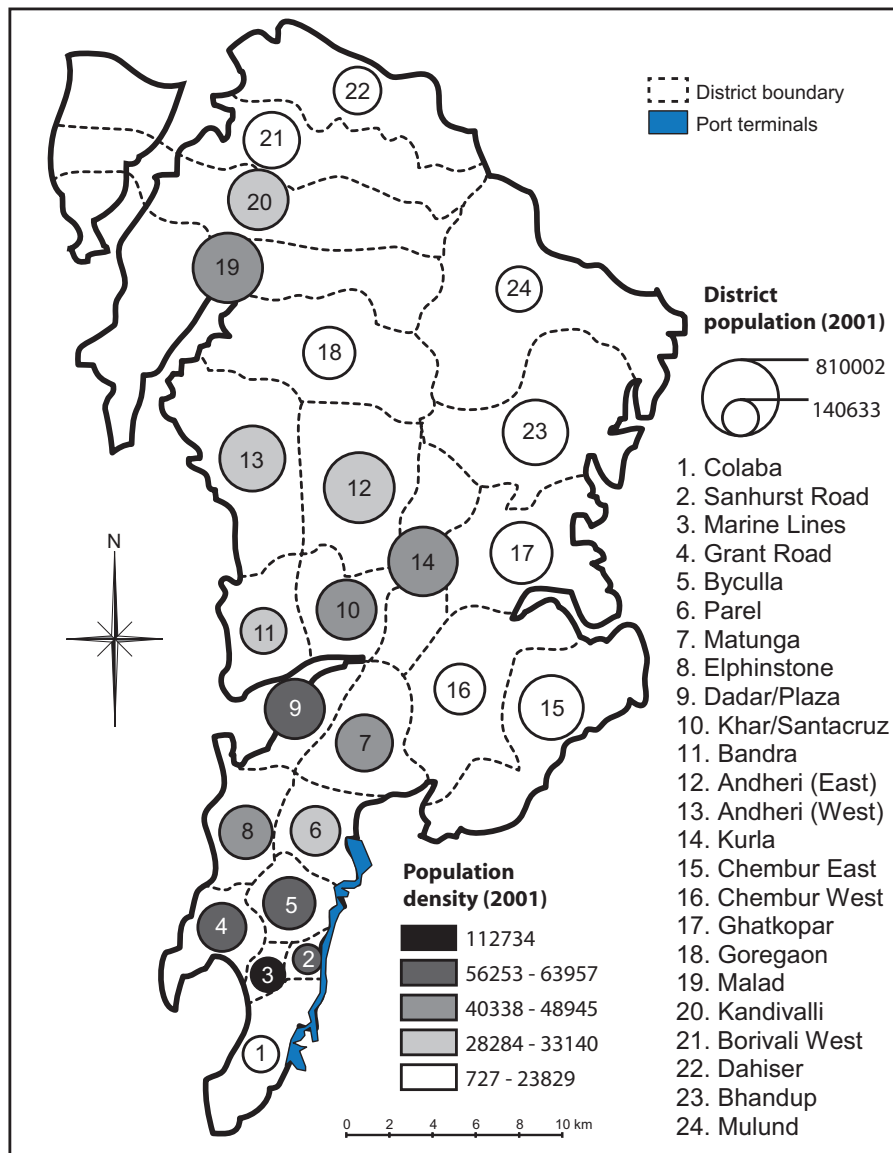 22
District boundary
Port terminals
21
20
19
24
District
population (2001)
810002
140633
18
23
13
12
14
17
10
11
16
15
9
7
8
6
5
4
3
2
1
N
1. Colaba
2. Sanhurst Road
3. Marine Lines
4. Grant Road
5. Byculla
6. Parel
7. Matunga
8. Elphinstone
9. Dadar/Plaza
10. Khar/Santacruz
11. Bandra
12. Andheri (East)
13. Andheri (West)
14. Kurla
15. Chembur East
16. Chembur West
17. Ghatkopar
18. Goregaon
19. Malad
20. Kandivalli
21. Borivali West
22. Dahiser
23. Bhandup
24. Mulund
Population
density (2001)
112734
56253 - 63957
40338 - 48945
28284 - 33140
727 - 23829
0 2 4 6 8 10 km